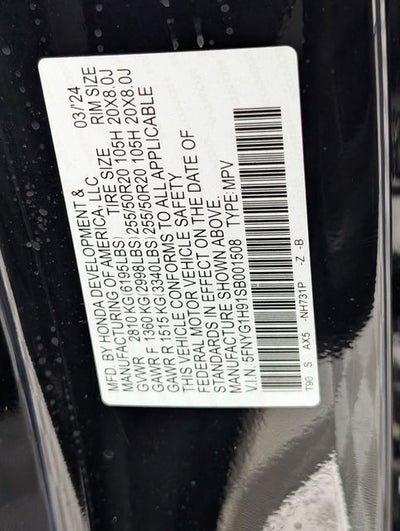 MFD. BY HONDA DEVELOPMENT &
MANUFACTURING OF AMERICA, LLC 03/'24
TIRE SIZE RIM SIZE
GVWR 2810 KG(6195LBS)
GAWR F 1360 KG(2998LBS) 255/50R20 105H 20X8.0J
GAWR R 1515 KG(3340LBS) 255/50R20 105H 20X8.0J
THIS VEHICLE CONFORMS TO ALL APPLICABLE
FEDERAL MOTOR VEHICLE SAFETY
STANDARDS IN EFFECT ON THE DATE OF
MANUFACTURE SHOWN ABOVE.
V.I.N. 5FNYG1H91SB001508 TYPE:MPV
T90 S AX5 -NH731P -Z -B